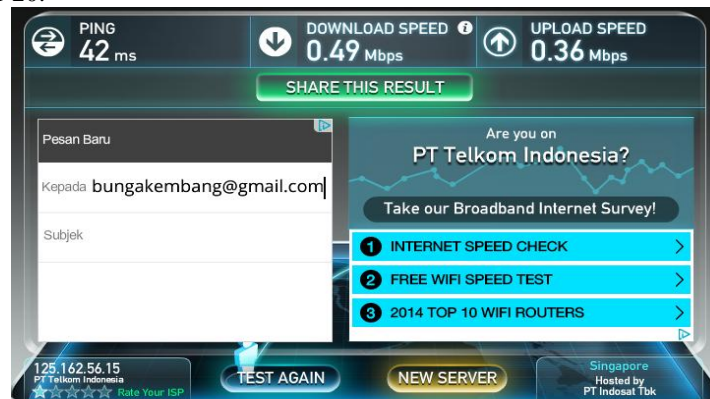 PING
42 ms
DOWNLOAD SPEED
0.49 Mbps
UPLOAD SPEED
0.36 Mbps
SHARE THIS RESULT
Pesan Baru
Kepada bungakembang@gmail.com
Subjek
Are you on
PT Telkom Indonesia?
Take our Broadband Internet Survey!
1 INTERNET SPEED CHECK
2 FREE WIFI SPEED TEST
3 2014 TOP 10 WIFI ROUTERS
125.162.56.15
PT Telkom Indonesia
Rate Your ISP
TEST AGAIN
NEW SERVER
Singapore
Hosted by
PT Indosat Tbk